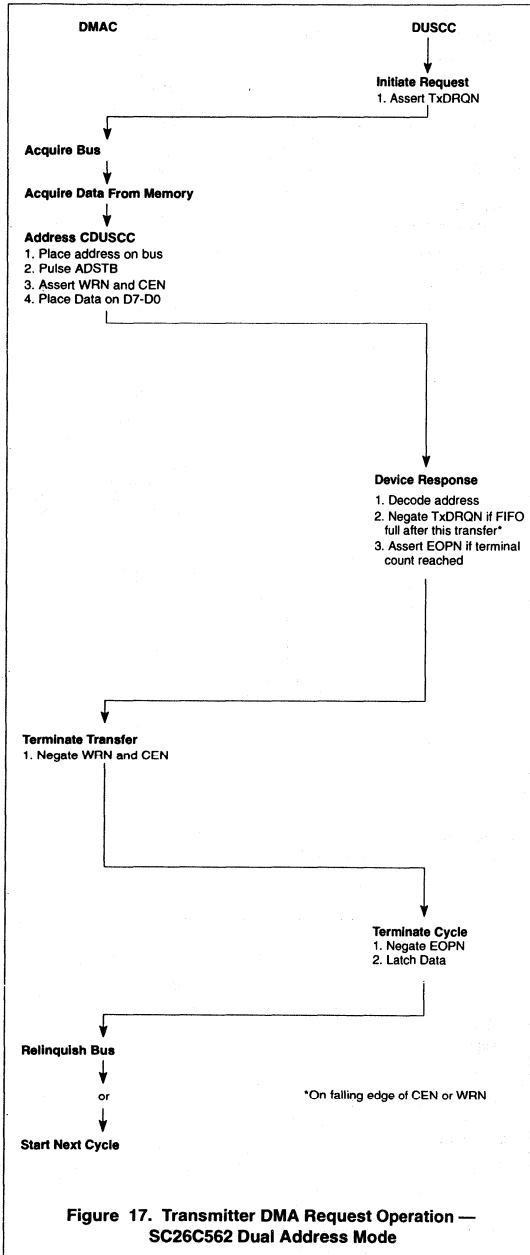 DMAC
DUSCC
Initiate Request
1. Assert TxDRQN
Acquire Bus
Acquire Data From Memory
Address CDUSCC
1. Place address on bus
2. Pulse ADSTB
3. Assert WRN and CEN
4. Place Data on D7-D0
Device Response
1. Decode address
2. Negate TxDRQN if FIFO
full after this transfer*
3. Assert EOPN if terminal
count reached
Terminate Transfer
1. Negate WRN and CEN
Terminate Cycle
1. Negate EOPN
2. Latch Data
Relinquish Bus
or
*On falling edge of CEN or WRN
Start Next Cycle
Figure 17. Transmitter DMA Request Operation —
SC26C562 Dual Address Mode